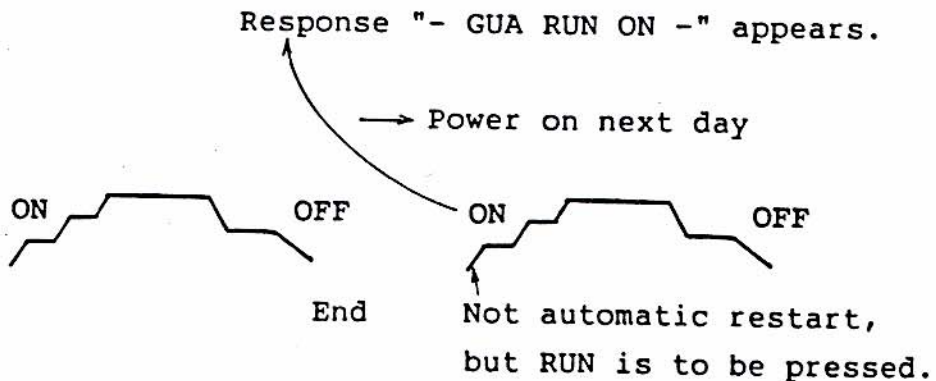 Response "- GUA RUN ON -" appears.
Power on next day
ON
OFF
ON
OFF
End
Not automatic restart,
but RUN is to be pressed.